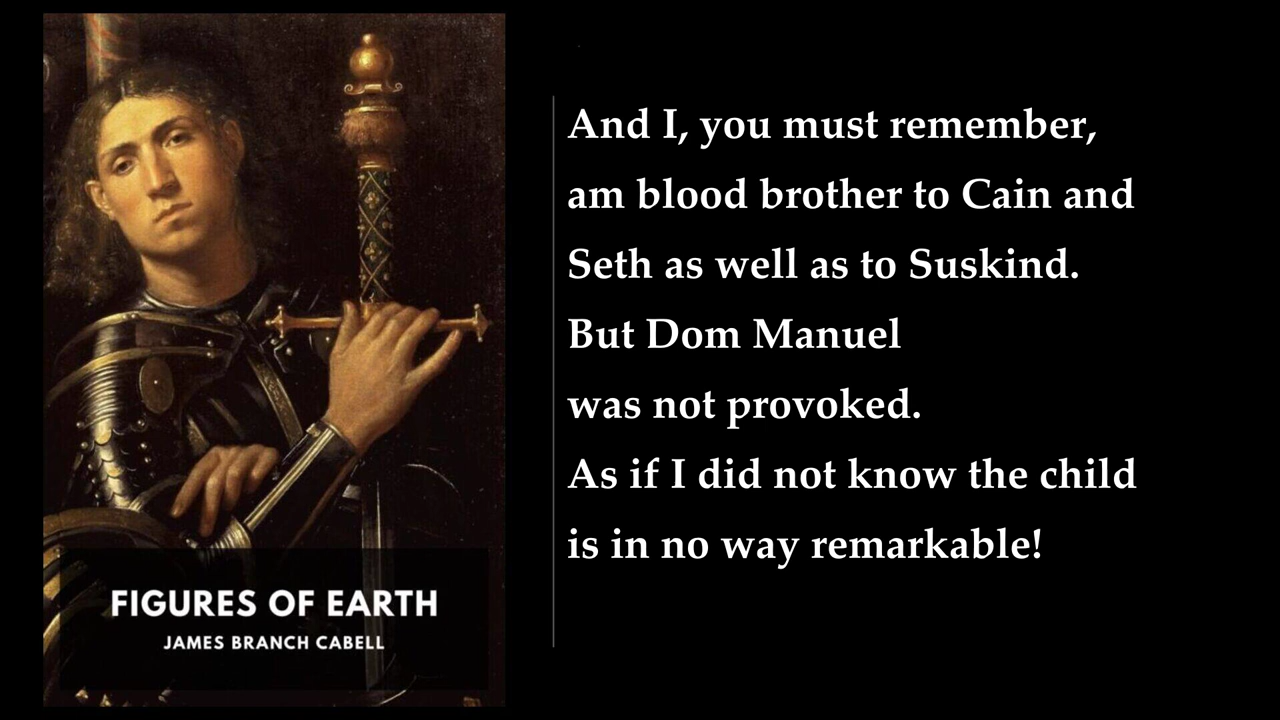 And I, you must remember,
am blood brother to Cain and
Seth as well as to Suskind.
But Dom Manuel
was not provoked.
As if I did not know the child
is in no way remarkable!
FIGURES OF EARTH
JAMES BRANCH CABELL